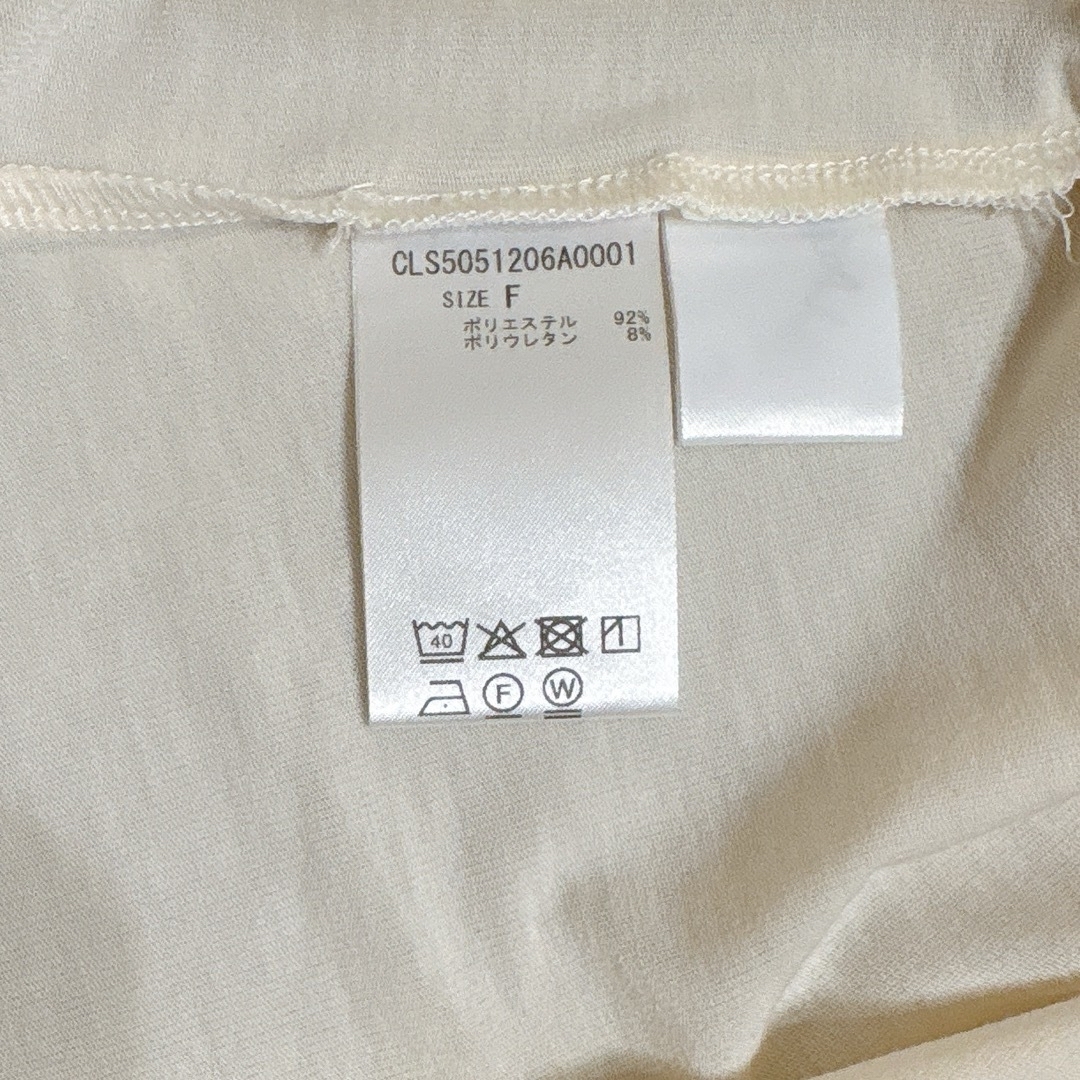 CLS5051206A0001
SIZE F
ポリエステル 92%
ポリウレタン 8%
40
F W